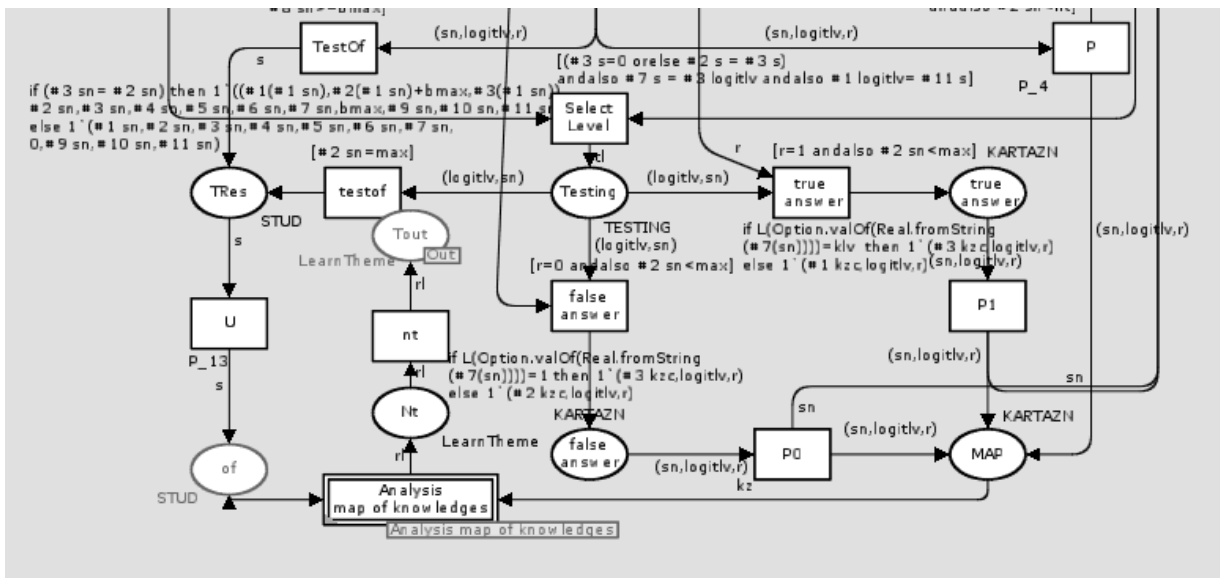 (sn,logitlv,r)
(sn,logitlv,r)
TestOf
P
s
[(#3 s=0 orelse #2 s = #3 s)
andalso #7 s = #3 logitlv andalso #1 logitlv= #11 s]
P_4
if (#3 sn= #2 sn) then 1`((#1(#1 sn),#2(#1 sn)+bmax,#3(#1 sn))
#2 sn,#3 sn,#4 sn,#5 sn,#6 sn,#7 sn,bmax,#9 sn,#10 sn,#11 sn
else 1`(#1 sn,#2 sn,#3 sn,#4 sn,#5 sn,#6 sn,#7 sn,
0,#9 sn,#10 sn,#11 sn)
Select
Level
[#2 sn=max]
tl
r
[r=1 andalso #2 sn<max]
KARTAZN
TRes
testof
(logitlv,sn)
Testing
(logitlv,sn)
true
answer
true
answer
STUD
Tout
Out
LearnTheme
TESTING
(logitlv,sn)
if L(Option.valOf(Real.fromString
(#7(sn))))=klv then 1`(#3 kzc,logitlv,r)
else 1`(#1 kzc,logitlv,r)
(sn,logitlv,r)
(sn,logitlv,r)
s
[r=0 andalso #2 sn<max]
rl
false
answer
P1
U
nt
P_13
s
if L(Option.valOf(Real.fromString
(#7(sn))))=1 then 1`(#3 kzc,logitlv,r)
else 1`(#2 kzc,logitlv,r)
rl
(sn,logitlv,r)
sn
sn
Nt
KARTAZN
KARTAZN
LearnTheme
false
answer
(sn,logitlv,r)
P0
(sn,logitlv,r)
MAP
of
rl
kz
STUD
Analysis
map of knowledges
Analysis map of knowledges